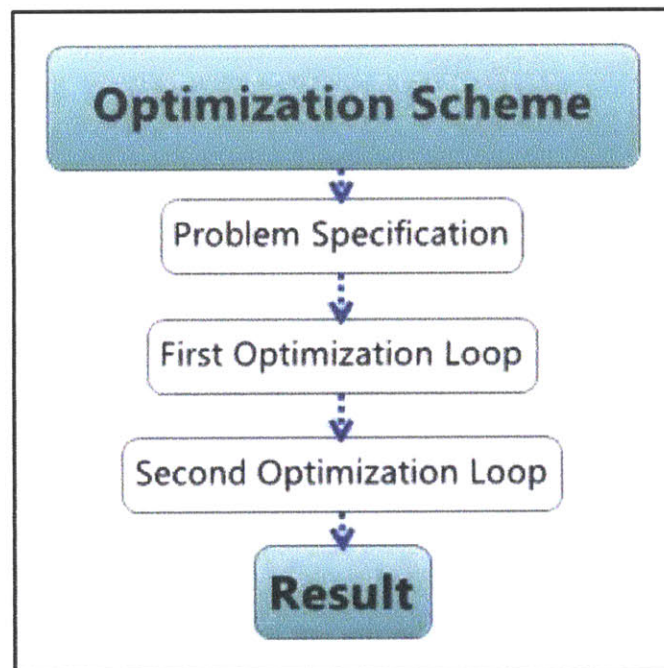 Optimization Scheme
Problem Specification
First Optimization Loop
Second Optimization Loop
Result